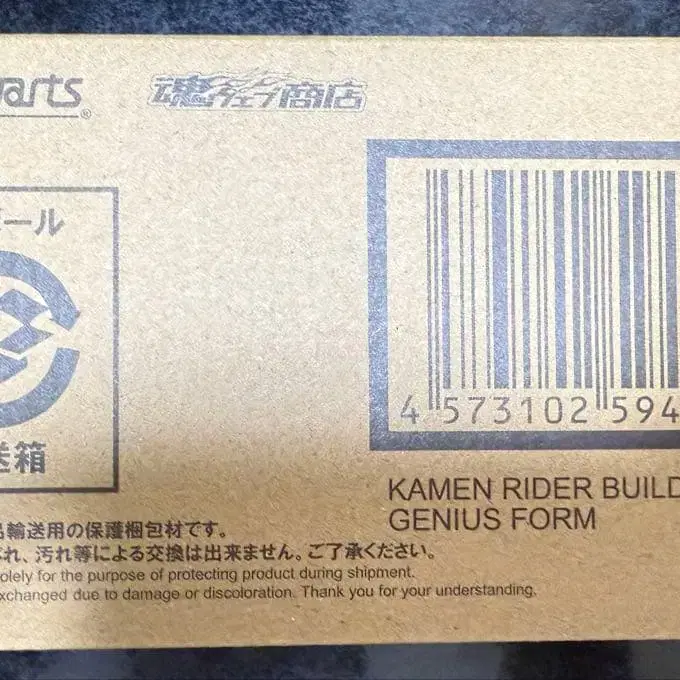 arts®
魂ウェブ商店
ール
送箱
4 573102 594
KAMEN RIDER BUILD
GENIUS FORM
輸送用の保護梱包材です。
れ、汚れ等による交換は出来ません。ご了承ください。
olely for the purpose of protecting product during shipment.
xchanged due to damage or discoloration. Thank you for your understanding.